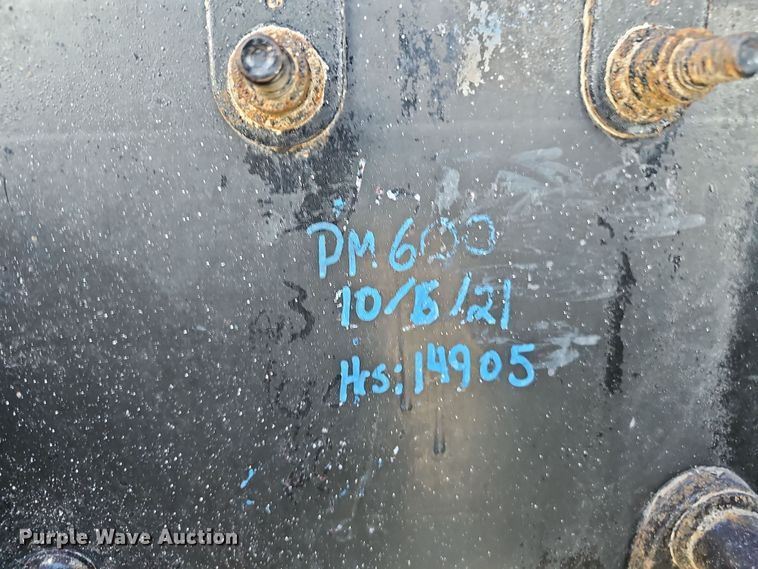 PM 600
10/15/21
Hrs: 14905
Purple Wave Auction